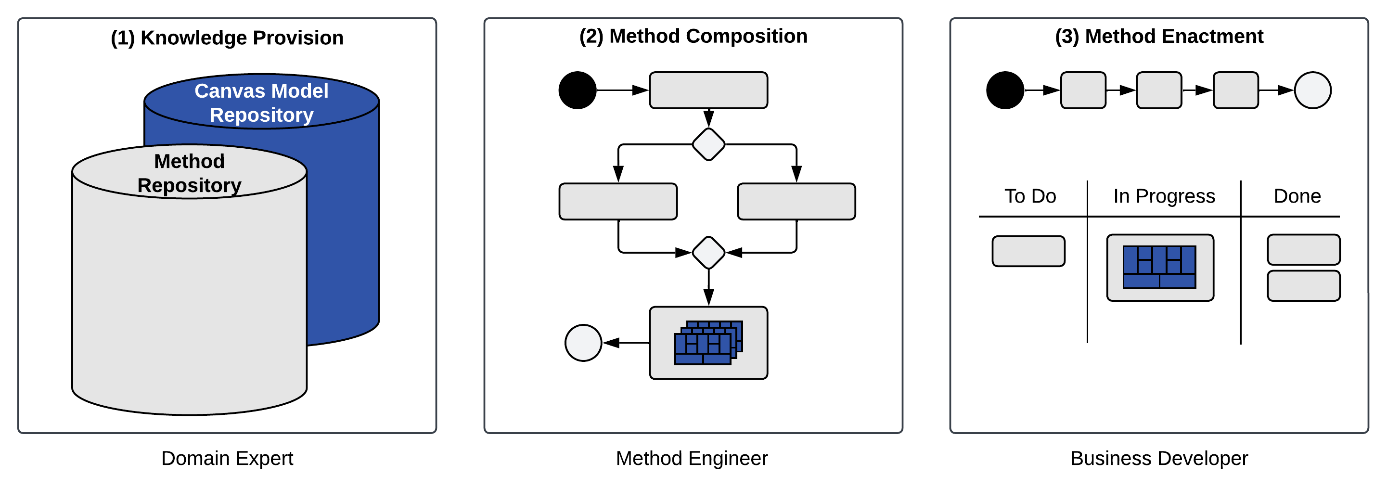 (1) Knowledge Provision
Canvas Model
Repository
Method
Repository
Domain Expert
(2) Method Composition
Method Engineer
(3) Method Enactment
To Do
In Progress
Done
Business Developer